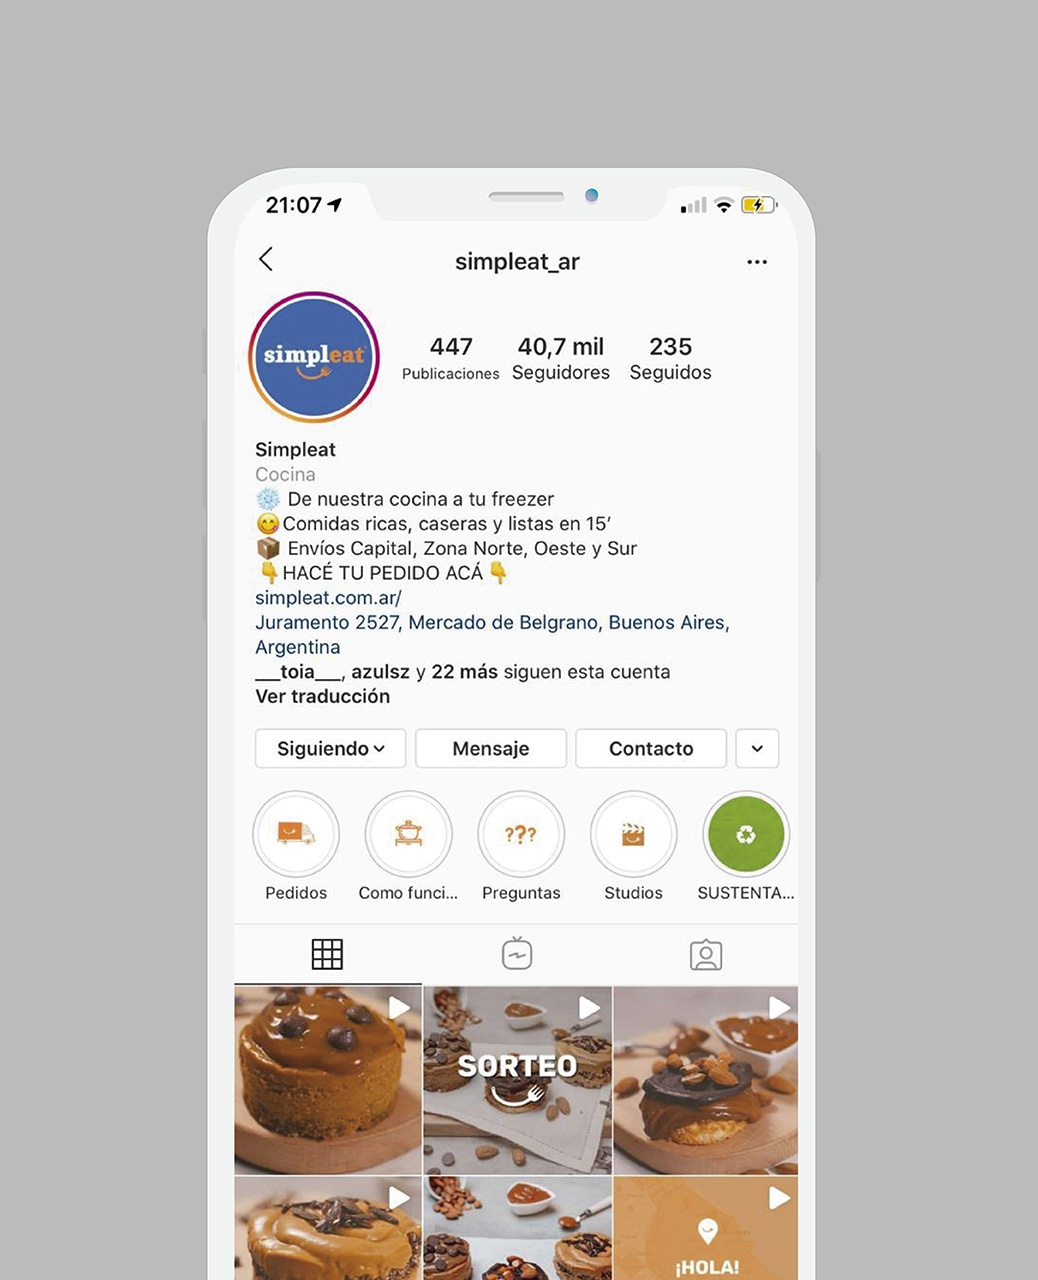 21:07
simpleat_ar
simpleat
447
Publicaciones
40,7 mil
Seguidores
235
Seguidos
Simpleat
Cocina
De nuestra cocina a tu freezer
Comidas ricas, caseras y listas en 15’
Envíos Capital, Zona Norte, Oeste y Sur
HACÉ TU PEDIDO ACÁ
simpleat.com.ar/
Juramento 2527, Mercado de Belgrano, Buenos Aires,
Argentina
___toia___, azulsz y 22 más siguen esta cuenta
Ver traducción
Siguiendo
Mensaje
Contacto
???
Pedidos
Como funci...
Preguntas
Studios
SUSTENTA...
SORTEO
¡HOLA!